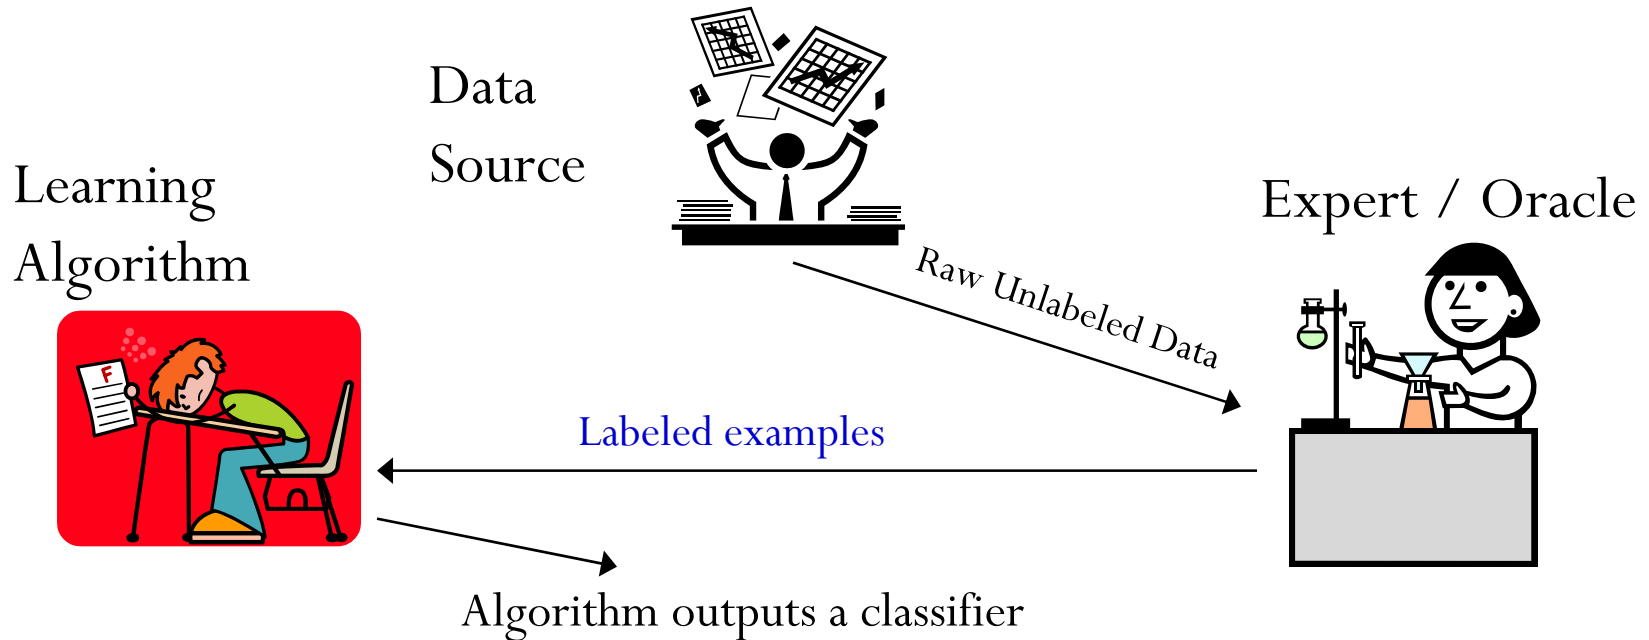 Data
Source
Learning
Algorithm
Expert / Oracle
Raw Unlabeled Data
F
Labeled examples
Algorithm outputs a classifier